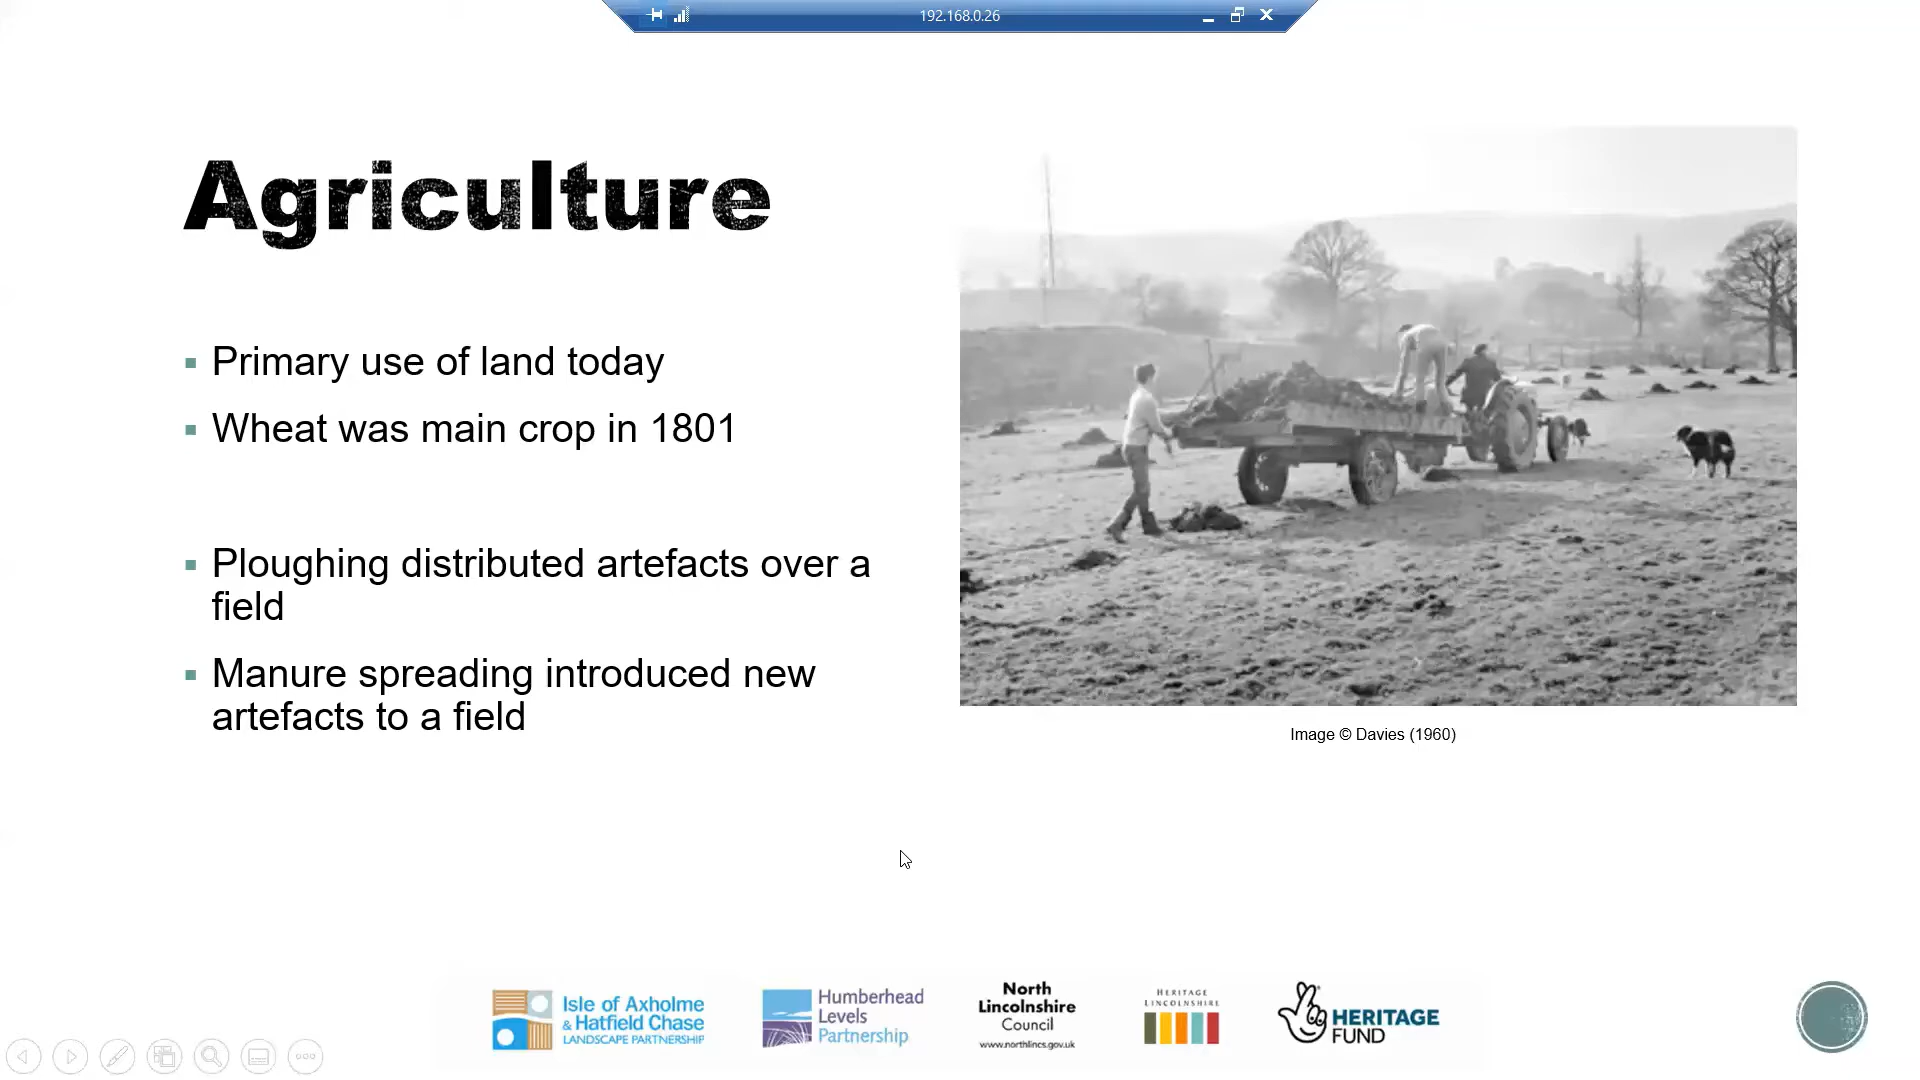 192.168.0.26
Agriculture
Primary use of land today
Wheat was main crop in 1801
Ploughing distributed artefacts over a
field
Manure spreading introduced new
artefacts to a field
Image © Davies (1960)
Isle of Axholme
& Hatfield Chase
LANDSCAPE PARTNERSHIP
Humberhead
Levels
Partnership
North
Lincolnshire
Council
www.northlincs.gov.uk
HERITAGE
LINCOLNSHIRE
HERITAGE
FUND